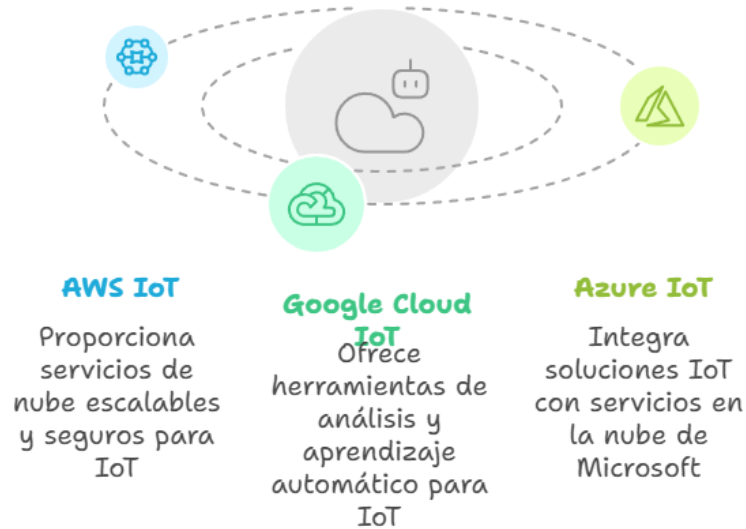 AWS IoT
Proporciona
servicios de
nube escalables
y seguros para
IoT
Google Cloud
IoT
Ofrece
herramientas de
análisis y
aprendizaje
automático para
IoT
Azure IoT
Integra
soluciones IoT
con servicios en
la nube de
Microsoft